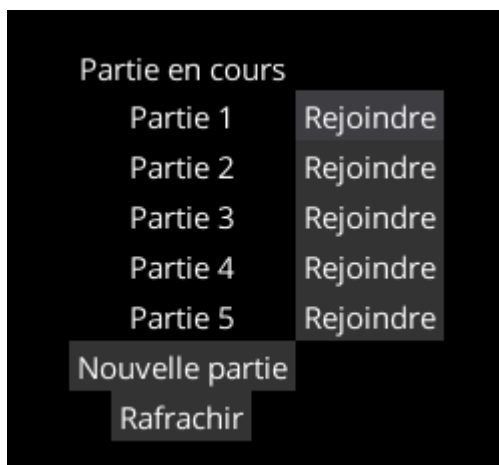 Partie en cours
Partie 1 Rejoindre
Partie 2 Rejoindre
Partie 3 Rejoindre
Partie 4 Rejoindre
Partie 5 Rejoindre
Nouvelle partie
Rafrachir